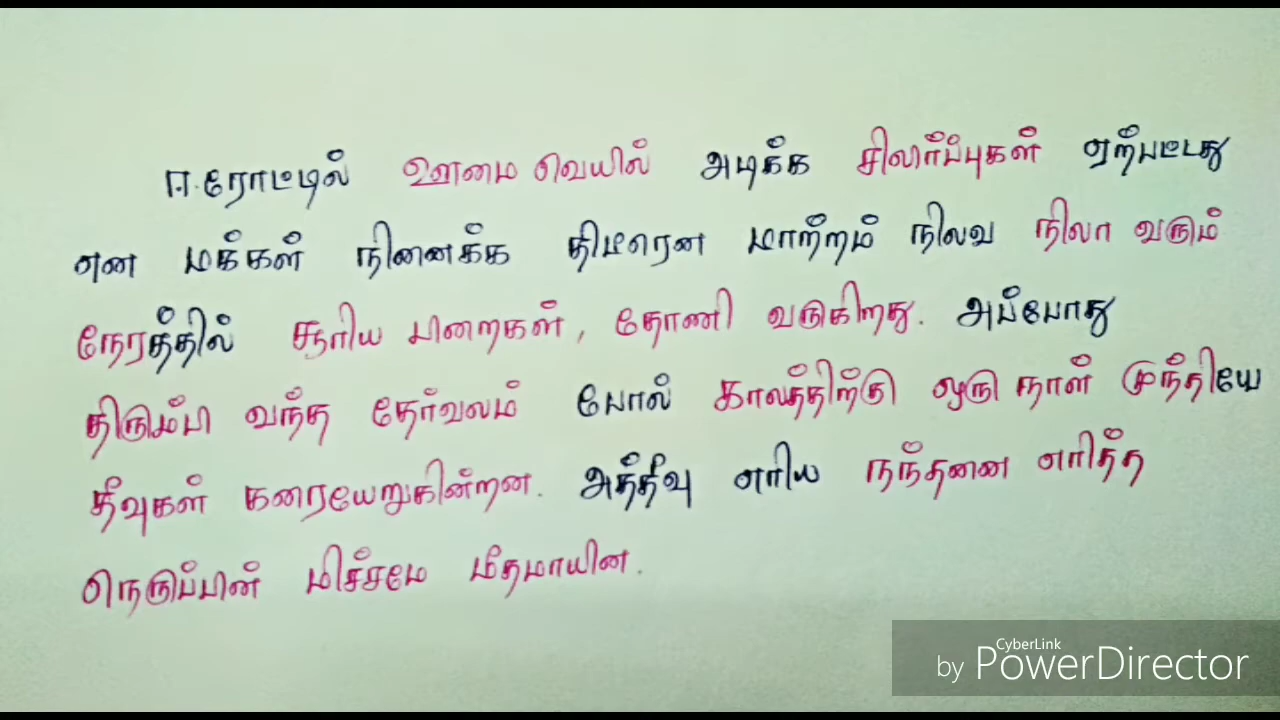 ஈ.ரோட்டில் ஊமை வெயில் அடிக்க சிலிர்ப்புகள் ஏற்பட்டது
என மக்கள் நினைக்க திடீரென மாற்றம் நிலவ நிலா வரும்
நேரத்தில் சூரிய பிறைகள், தோணி வருகிறது. அப்போது
திரும்பி வந்த தேர்வலம் போல் காலத்திற்கு ஒரு நாள் முந்தியே
தீவுகள் கரையேறுகின்றன. அத்தீவு எரிய நந்தனை எரித்த
நெருப்பின் மிச்சமே மீதமாயின.
CyberLink
by PowerDirector